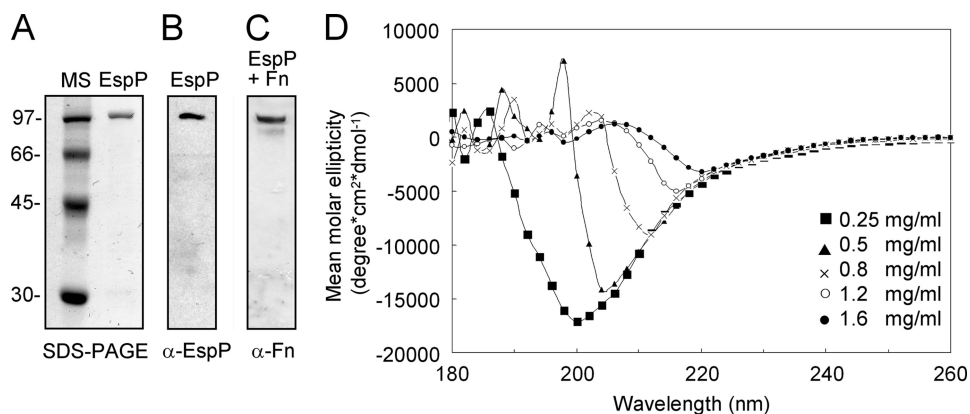 A
B
C
D
MS EspP
EspP
EspP
+ Fn
97-
66-
45-
30-
SDS-PAGE
α-EspP
α-Fn
Mean molar ellipticity
(degree*cm²*dmol⁻¹)
10000
5000
0
-5000
-10000
-15000
-20000
180 200 220 240 260
Wavelength (nm)
0.25 mg/ml
0.5 mg/ml
0.8 mg/ml
1.2 mg/ml
1.6 mg/ml